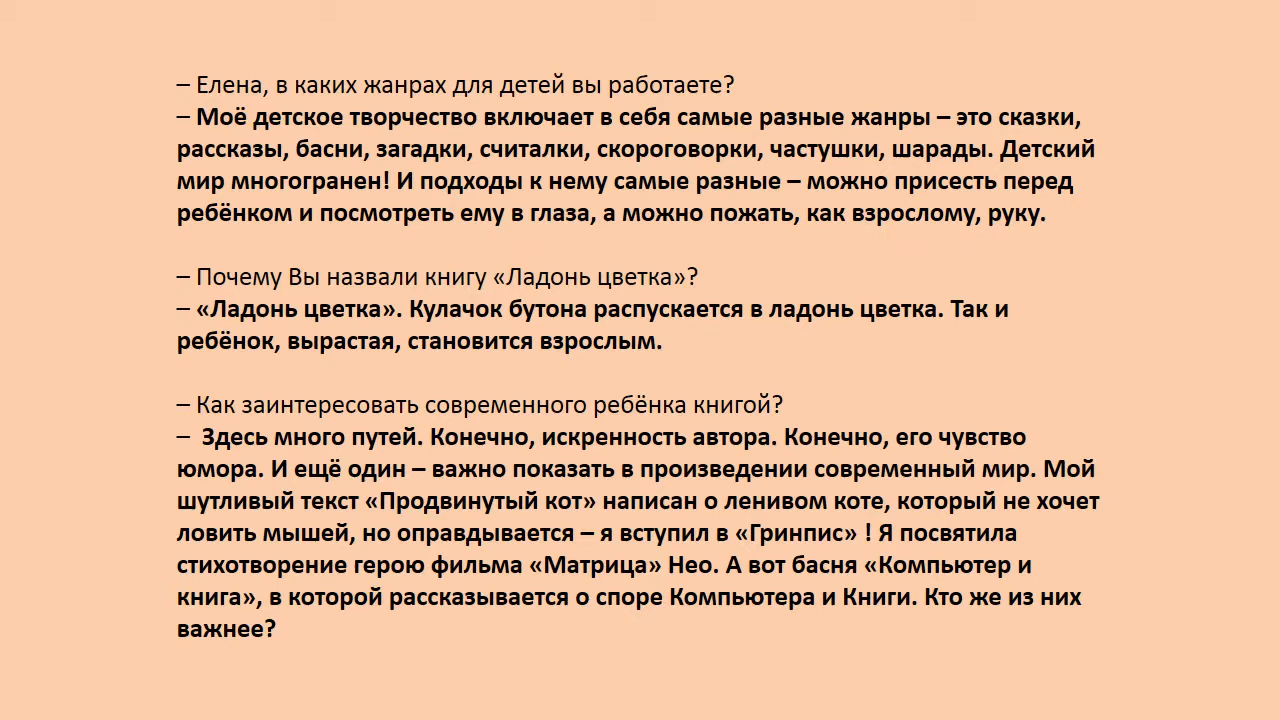 – Елена, в каких жанрах для детей вы работаете?
– Моё детское творчество включает в себя самые разные жанры – это сказки,
рассказы, басни, загадки, считалки, скороговорки, частушки, шарады. Детский
мир многогранен! И подходы к нему самые разные – можно присесть перед
ребёнком и посмотреть ему в глаза, а можно пожать, как взрослому, руку.
– Почему Вы назвали книгу «Ладонь цветка»?
– «Ладонь цветка». Кулачок бутона распускается в ладонь цветка. Так и
ребёнок, вырастая, становится взрослым.
– Как заинтересовать современного ребёнка книгой?
– Здесь много путей. Конечно, искренность автора. Конечно, его чувство
юмора. И ещё один – важно показать в произведении современный мир. Мой
шутливый текст «Продвинутый кот» написан о ленивом коте, который не хочет
ловить мышей, но оправдывается – я вступил в «Гринпис» ! Я посвятила
стихотворение герою фильма «Матрица» Нео. А вот басня «Компьютер и
книга», в которой рассказывается о споре Компьютера и Книги. Кто же из них
важнее?